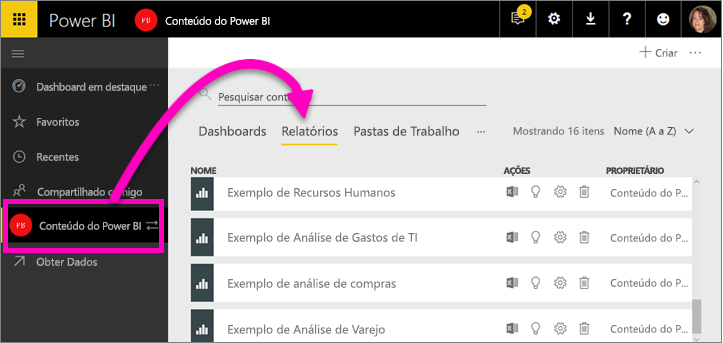 Power BI PB Conteúdo do Power BI 2 ?
Criar
Dashboard em destaque
Favoritos
Recentes
Compartilhado comigo
PB Conteúdo do Power BI
Obter Dados
Pesquisar cont
Dashboards Relatórios Pastas de Trabalho ... Mostrando 16 itens Nome (A a Z)
NOME AÇÕES PROPRIETÁRIO
Exemplo de Recursos Humanos Conteúdo do P...
Exemplo de Análise de Gastos de TI Conteúdo do P...
Exemplo de análise de compras Conteúdo do P...
Exemplo de Análise de Varejo Conteúdo do P...